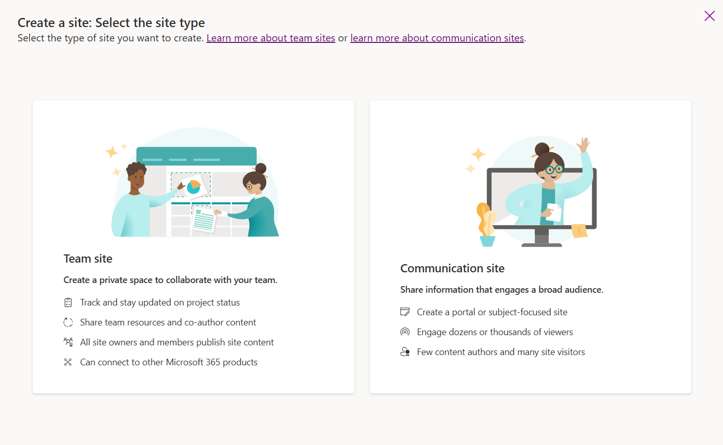 Create a site: Select the site type
Select the type of site you want to create. Learn more about team sites or learn more about communication sites.
Team site
Create a private space to collaborate with your team.
Track and stay updated on project status
Share team resources and co-author content
All site owners and members publish site content
Can connect to other Microsoft 365 products
Communication site
Share information that engages a broad audience.
Create a portal or subject-focused site
Engage dozens or thousands of viewers
Few content authors and many site visitors